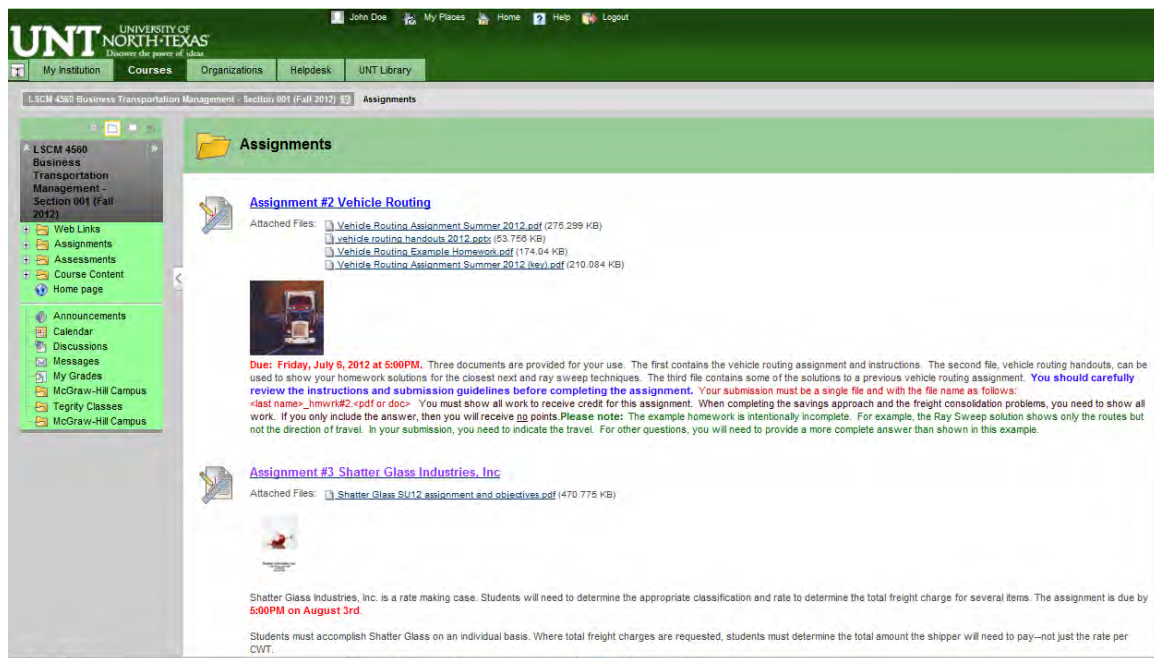 John Doe My Places Home Help Logout
UNT UNIVERSITY OF
NORTH·TEXAS
Discover the power of ideas.
My Institution Courses Organizations Helpdesk UNT Library
LSCM 4560 Business Transportation Management - Section 001 (Fall 2012) Assignments
LSCM 4560
Business
Transportation
Management -
Section 001 (Fall
2012)
Web Links
Assignments
Assessments
Course Content
Home page
Announcements
Calendar
Discussions
Messages
My Grades
McGraw-Hill Campus
Tegrity Classes
McGraw-Hill Campus
Assignments
Assignment #2 Vehicle Routing
Attached Files: Vehicle Routing Assignment Summer 2012.pdf (275.299 KB)
vehicle routing handouts 2012.pptx (53.756 KB)
Vehicle Routing Example Homework.pdf (174.04 KB)
Vehicle Routing Assignment Summer 2012 (key).pdf (210.084 KB)
Due: Friday, July 6, 2012 at 5:00PM. Three documents are provided for your use. The first contains the vehicle routing assignment and instructions. The second file, vehicle routing handouts, can be
used to show your homework solutions for the closest next and ray sweep techniques. The third file contains some of the solutions to a previous vehicle routing assignment. You should carefully
review the instructions and submission guidelines before completing the assignment. Your submission must be a single file and with the file name as follows:
<last name>_hmwrk#2.<pdf or doc> You must show all work to receive credit for this assignment. When completing the savings approach and the freight consolidation problems, you need to show all
work. If you only include the answer, then you will receive no points.Please note: The example homework is intentionally incomplete. For example, the Ray Sweep solution shows only the routes but
not the direction of travel. In your submission, you need to indicate the travel. For other questions, you will need to provide a more complete answer than shown in this example.
Assignment #3 Shatter Glass Industries, Inc
Attached Files: Shatter Glass SU12 assignment and objectives.pdf (470.775 KB)
Shatter Glass Industries, Inc. is a rate making case. Students will need to determine the appropriate classification and rate to determine the total freight charge for several items. The assignment is due by
5:00PM on August 3rd.
Students must accomplish Shatter Glass on an individual basis. Where total freight charges are requested, students must determine the total amount the shipper will need to pay--not just the rate per
CWT.